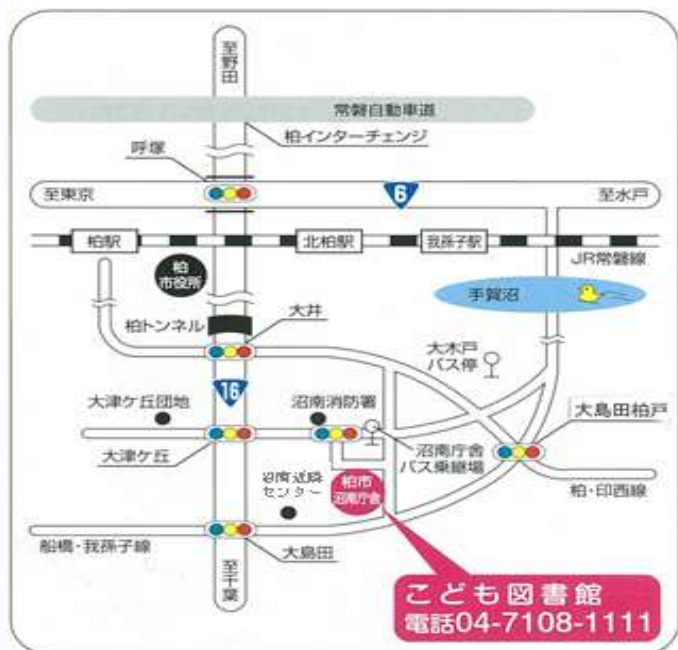 至野田
常磐自動車道
柏インターチェンジ
呼塚
至東京
6
至水戸
柏駅
北柏駅
我孫子駅
JR常磐線
柏
市役所
手賀沼
柏トンネル
大井
大木戸
バス停
16
大津ケ丘団地
沼南消防署
大島田柏戸
大津ケ丘
沼南庁舎
バス乗継場
沼南近隣
センター
柏市
沼南庁舎
柏・印西線
船橋・我孫子線
大島田
至千葉
こども図書館
電話04-7108-1111